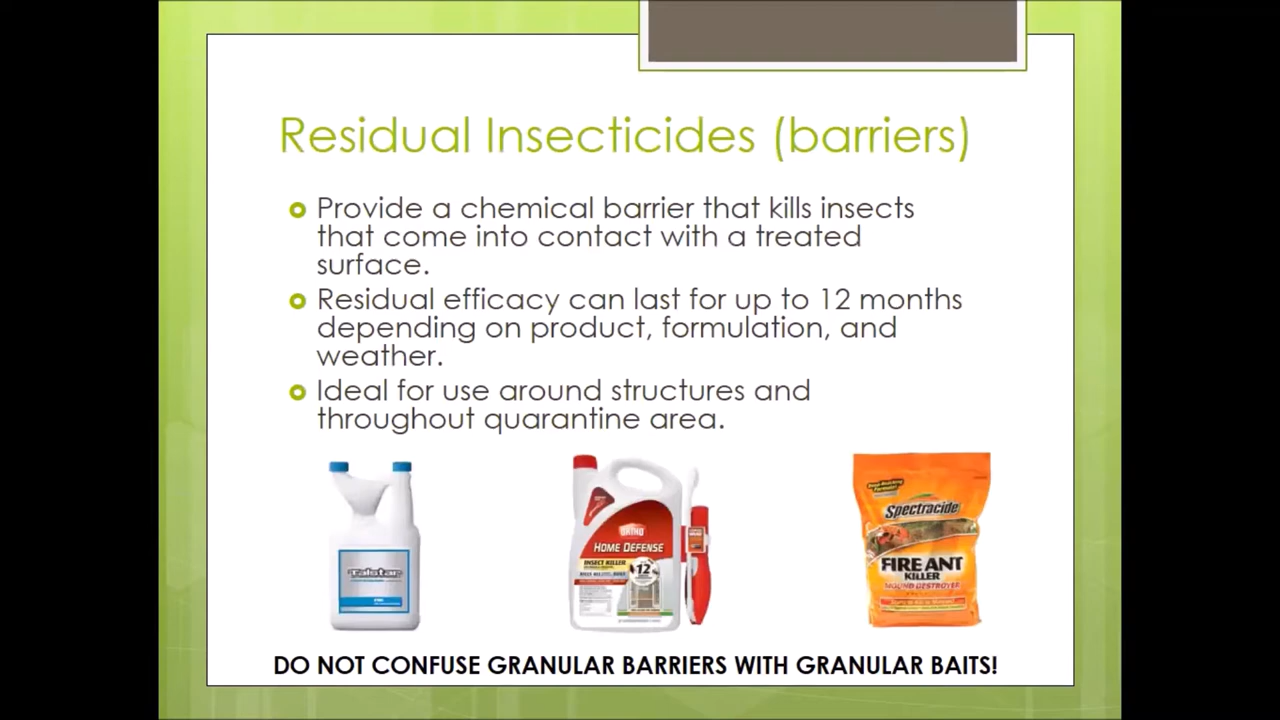 Residual Insecticides (barriers)
Provide a chemical barrier that kills insects
that come into contact with a treated
surface.
Residual efficacy can last for up to 12 months
depending on product, formulation, and
weather.
Ideal for use around structures and
throughout quarantine area.
talstar
ORTHO
HOME DEFENSE
INSECT KILLER
12
Spectracide
FIRE ANT
KILLER
MOUND DESTROYER
DO NOT CONFUSE GRANULAR BARRIERS WITH GRANULAR BAITS!